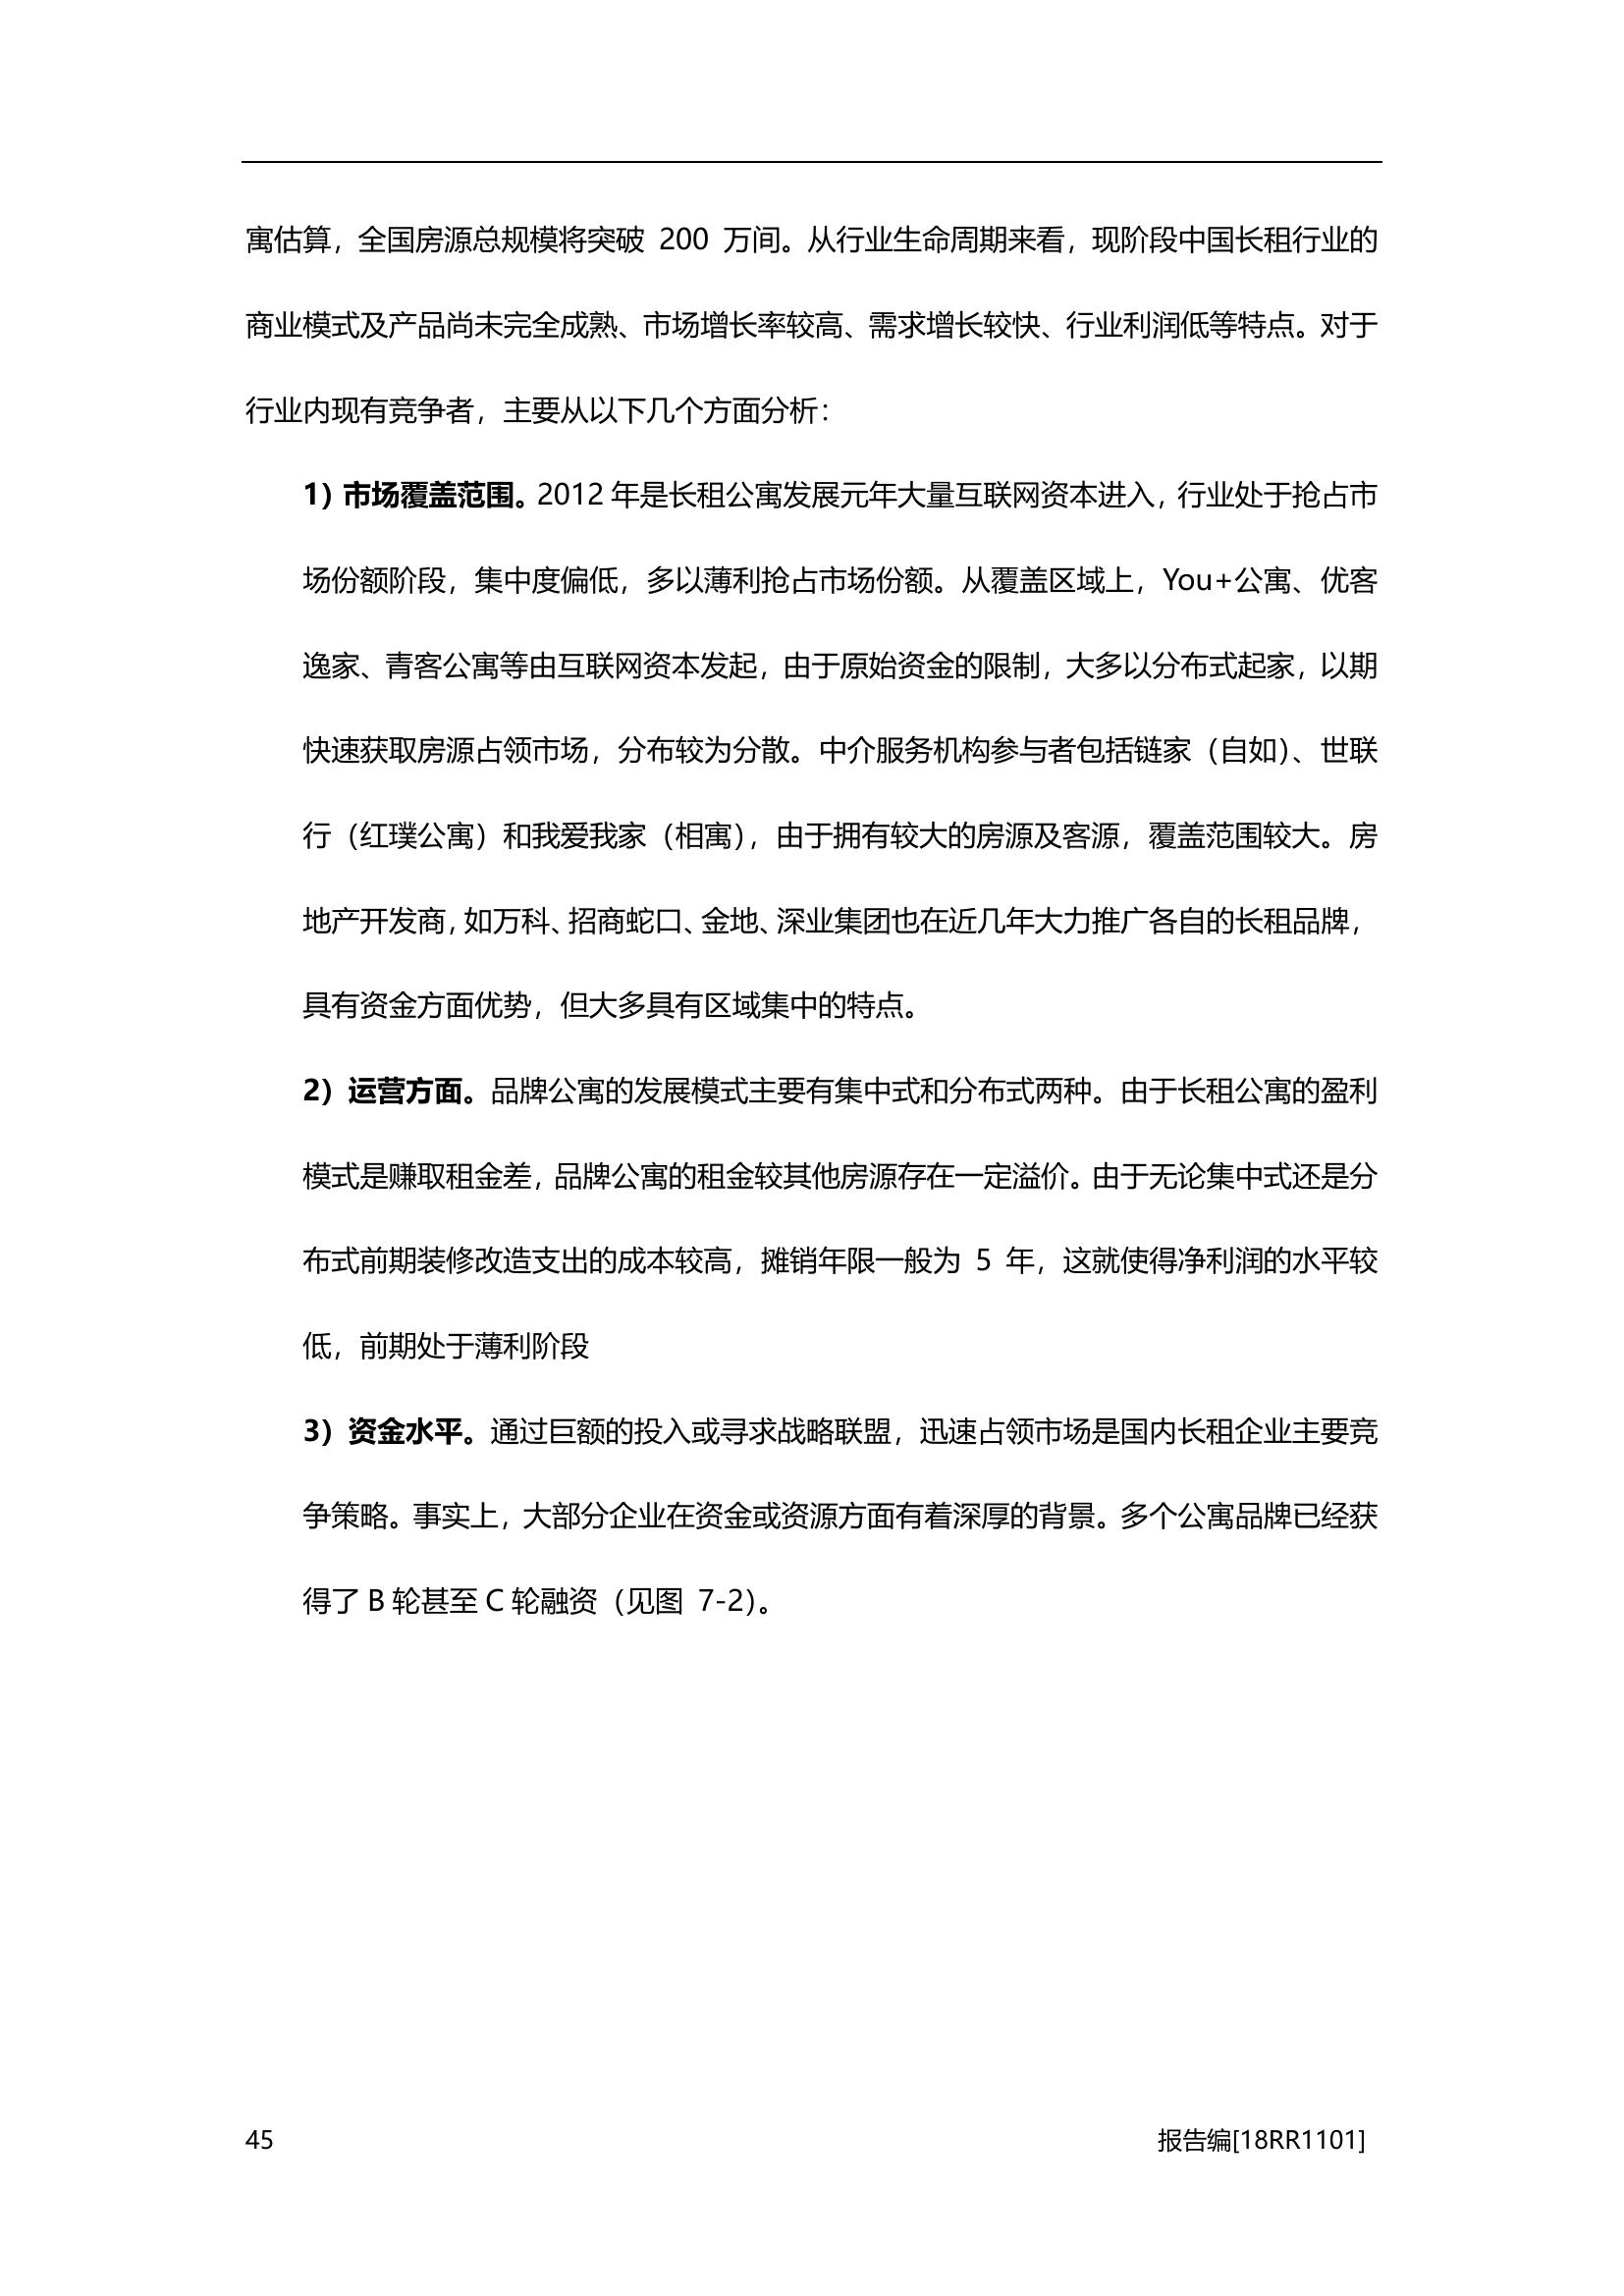 寓估算，全国房源总规模将突破 200 万间。从行业生命周期来看，现阶段中国长租行业的
商业模式及产品尚未完全成熟、市场增长率较高、需求增长较快、行业利润低等特点。对于
行业内现有竞争者，主要从以下几个方面分析：
1）市场覆盖范围。2012 年是长租公寓发展元年大量互联网资本进入，行业处于抢占市
场份额阶段，集中度偏低，多以薄利抢占市场份额。从覆盖区域上，You+公寓、优客
逸家、青客公寓等由互联网资本发起，由于原始资金的限制，大多以分布式起家，以期
快速获取房源占领市场，分布较为分散。中介服务机构参与者包括链家（自如）、世联
行（红璞公寓）和我爱我家（相寓），由于拥有较大的房源及客源，覆盖范围较大。房
地产开发商，如万科、招商蛇口、金地、深业集团也在近几年大力推广各自的长租品牌，
具有资金方面优势，但大多具有区域集中的特点。
2）运营方面。品牌公寓的发展模式主要有集中式和分布式两种。由于长租公寓的盈利
模式是赚取租金差，品牌公寓的租金较其他房源存在一定溢价。由于无论集中式还是分
布式前期装修改造支出的成本较高，摊销年限一般为 5 年，这就使得净利润的水平较
低，前期处于薄利阶段
3）资金水平。通过巨额的投入或寻求战略联盟，迅速占领市场是国内长租企业主要竞
争策略。事实上，大部分企业在资金或资源方面有着深厚的背景。多个公寓品牌已经获
得了 B 轮甚至 C 轮融资（见图 7-2）。
45 报告编[18RR1101]